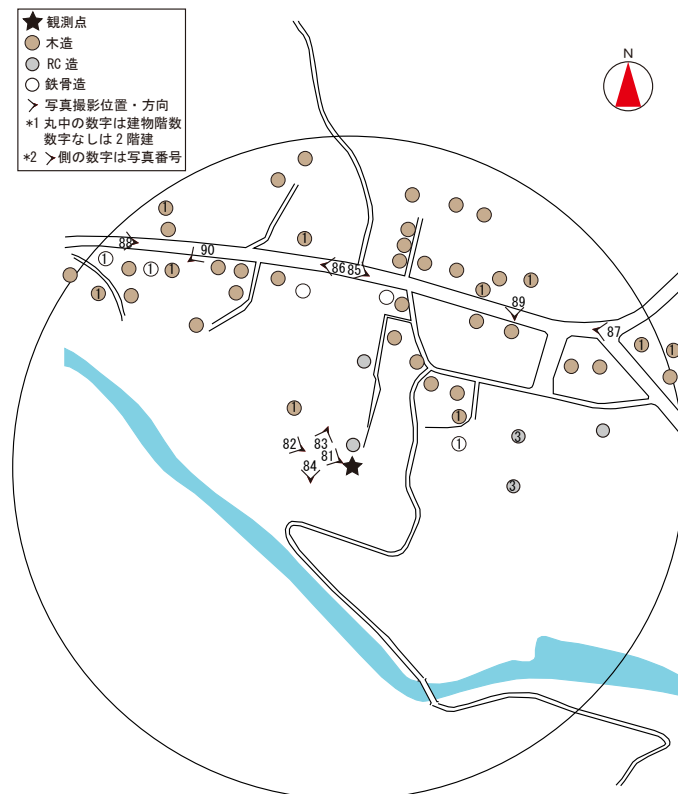 観測点
木造
RC 造
鉄骨造
写真撮影位置・方向
*1 丸中の数字は建物階数
数字なしは 2 階建
*2 側の数字は写真番号
N
1
88
90
1
1
1
1
1
86
85
1
1
89
87
1
1
1
1
1
3
82
83
81
84
3